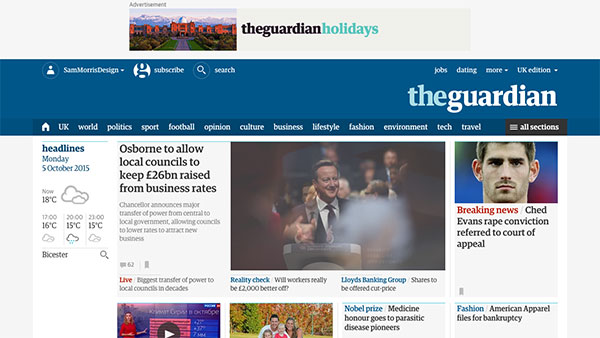 Advertisement
theguardianholidays
SamMorrisDesign
subscribe
search
jobs
dating
more
UK edition
theguardian
UK world politics sport football opinion culture business lifestyle fashion environment tech travel
all sections
headlines
Monday
5 October 2015
Now
18°C
17:00 20:00 23:00
16°C 15°C 15°C
Bicester
Osborne to allow
local councils to
keep £26bn raised
from business rates
Chancellor announces major
transfer of power from central to
local government, allowing councils
to lower rates to attract new
business
62
Live / Biggest transfer of power to
local councils in decades
Reality check / Will workers really
be £2,000 better off?
Lloyds Banking Group / Shares to
be offered cut-price
Breaking news / Ched
Evans rape conviction
referred to court of
appeal
Климат Крыма в октябре
РОССИЯ
+27°
+37°
Nobel prize / Medicine
honour goes to parasitic
disease pioneers
Fashion / American Apparel
files for bankruptcy